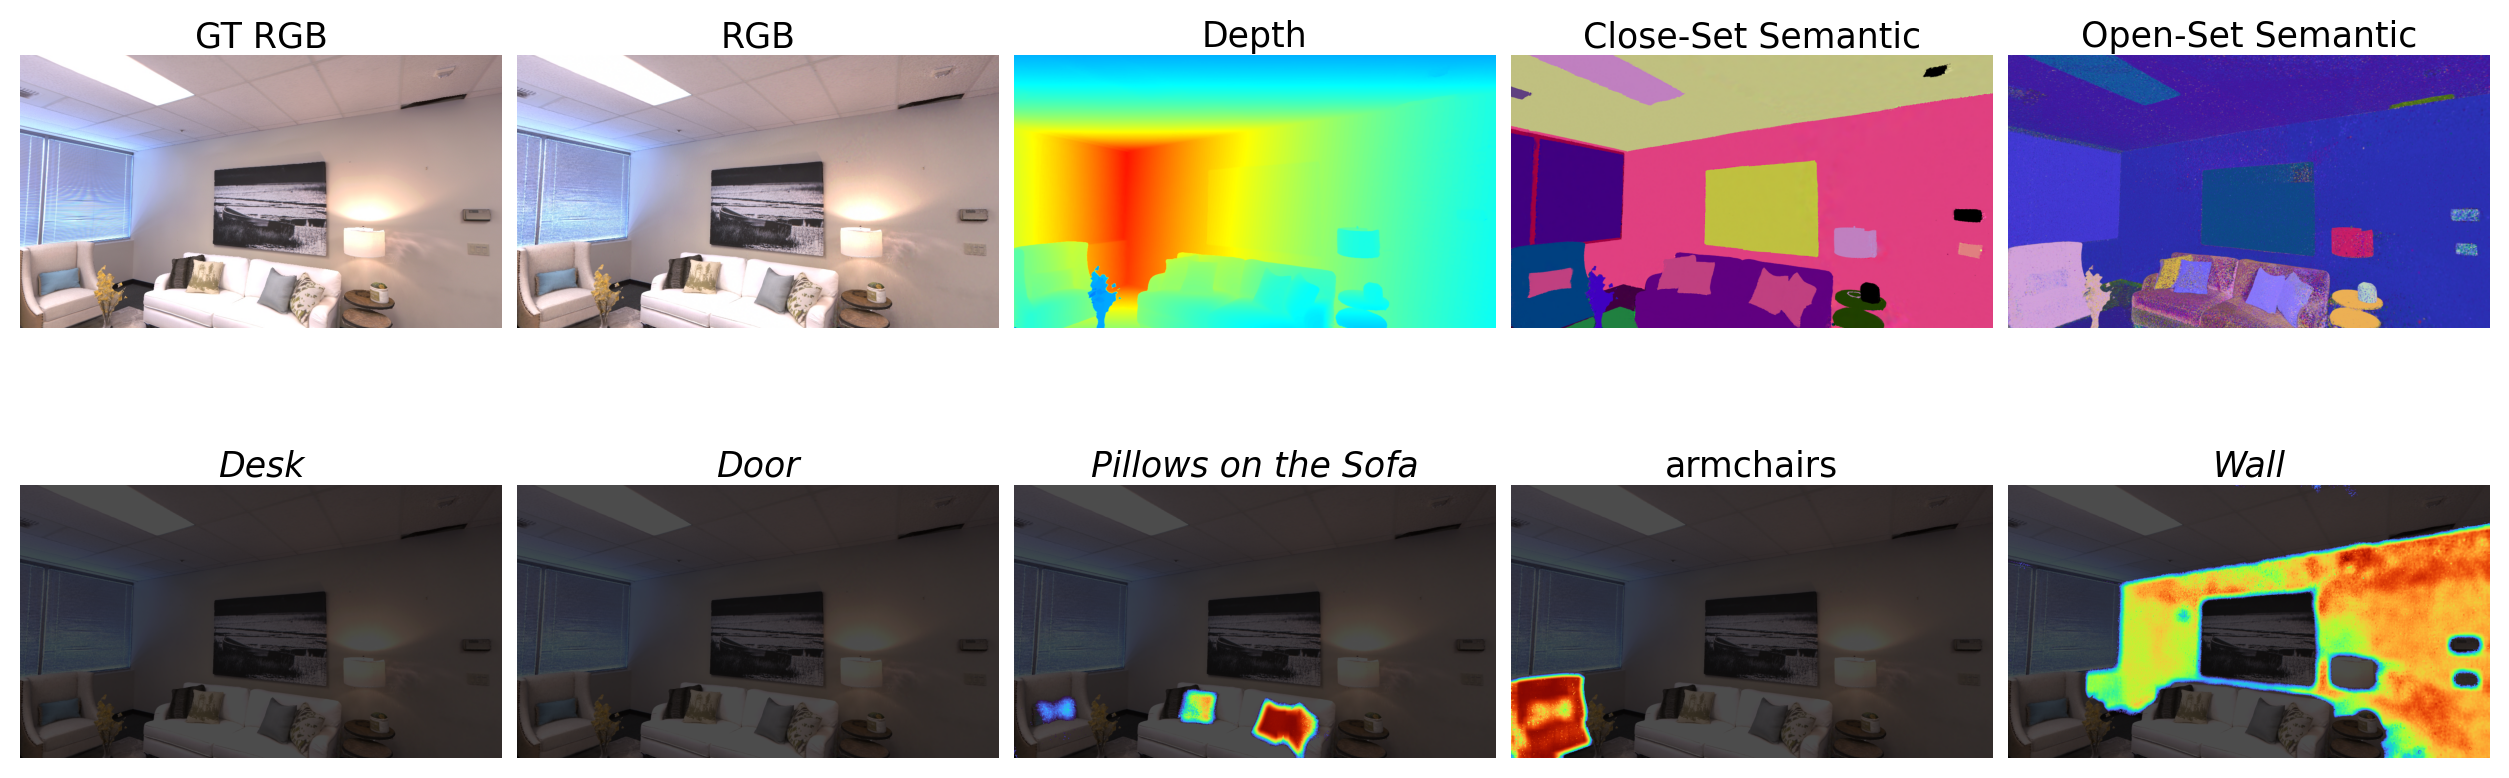 GT RGB
RGB
Depth
Close-Set Semantic
Open-Set Semantic
Desk
Door
Pillows on the Sofa
armchairs
Wall